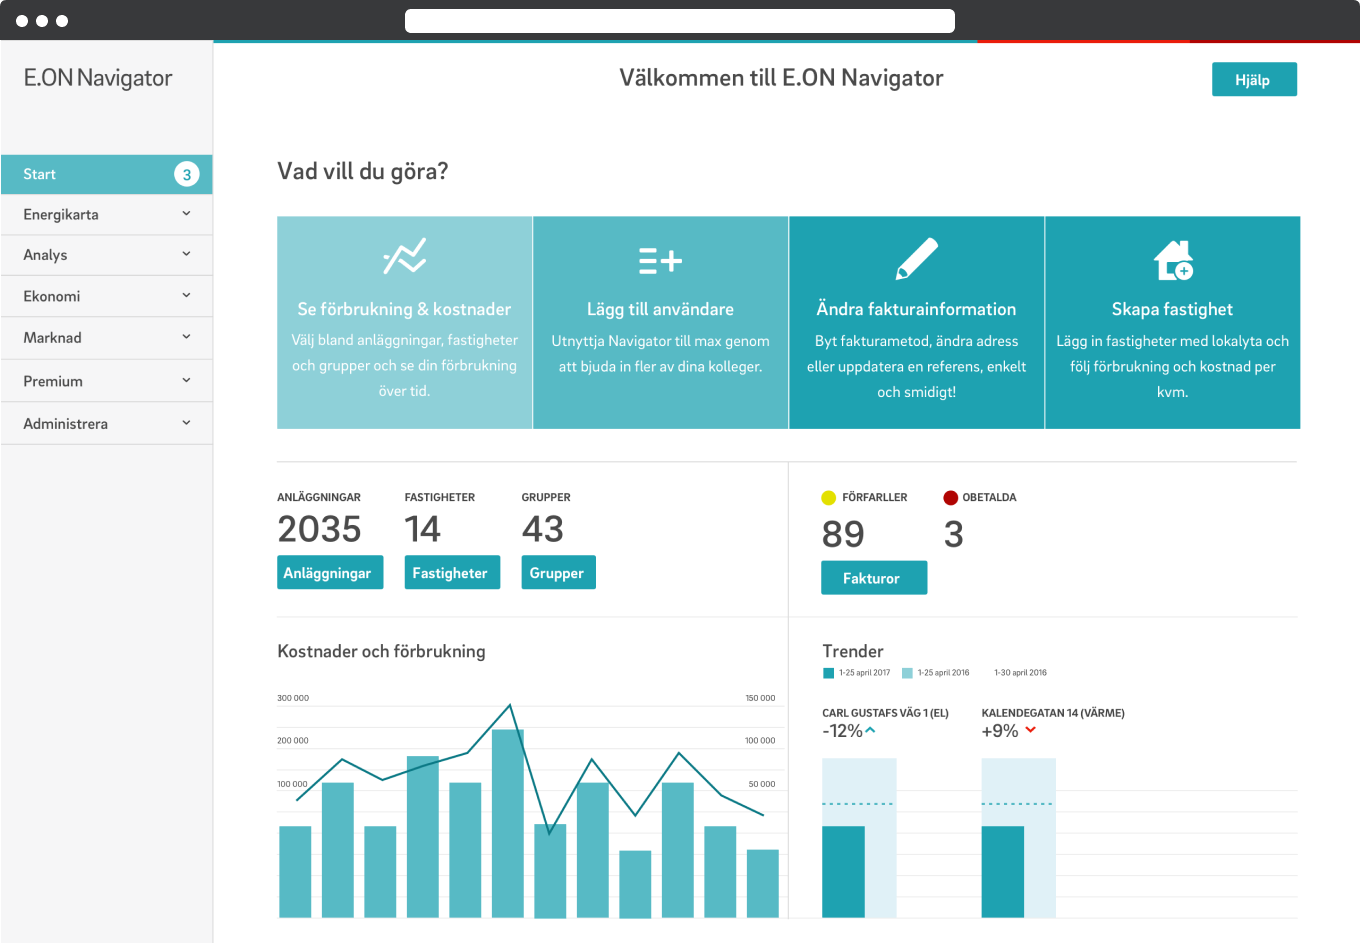 E.ON Navigator
Välkommen till E.ON Navigator
Hjälp
Start
3
Energikarta
Analys
Ekonomi
Marknad
Premium
Administrera
Vad vill du göra?
Se förbrukning & kostnader
Välj bland anläggningar, fastigheter
och grupper och se din förbrukning
över tid.
Lägg till användare
Utnyttja Navigator till max genom
att bjuda in fler av dina kolleger.
Ändra fakturainformation
Byt fakturametod, ändra adress
eller uppdatera en referens, enkelt
och smidigt!
Skapa fastighet
Lägg in fastigheter med lokalyta och
följ förbrukning och kostnad per
kvm.
ANLÄGGNINGAR
2035
Anläggningar
FASTIGHETER
14
Fastigheter
GRUPPER
43
Grupper
FÖRFARLLER
89
OBETALDA
3
Fakturor
Kostnader och förbrukning
300 000
150 000
200 000
100 000
100 000
50 000
Trender
1-25 april 2017
1-25 april 2016
1-30 april 2016
CARL GUSTAFS VÄG 1 (EL)
-12%
KALENDEGATAN 14 (VÄRME)
+9%